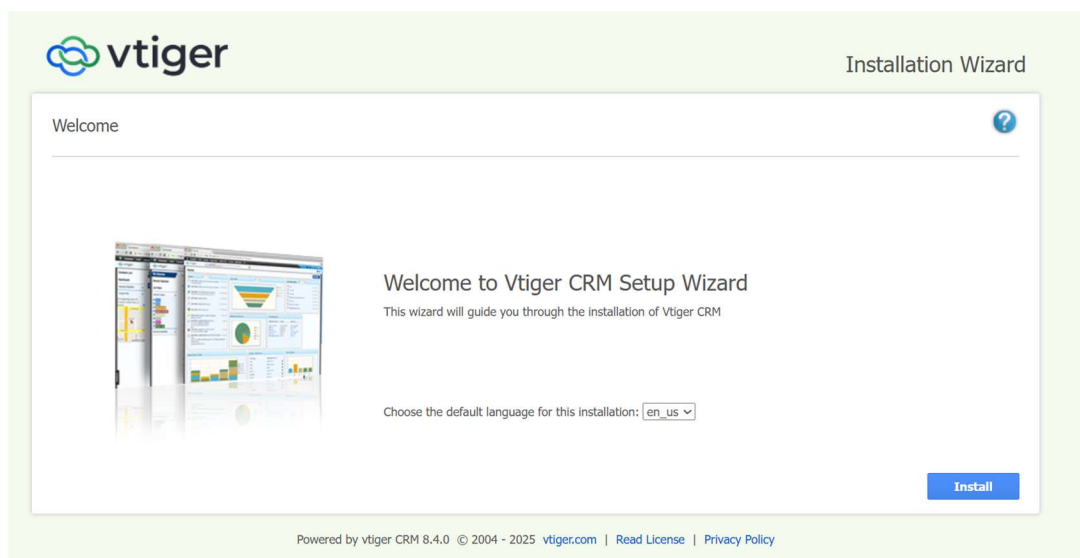 vtiger
Installation Wizard
Welcome
?
Welcome to Vtiger CRM Setup Wizard
This wizard will guide you through the installation of Vtiger CRM
Choose the default language for this installation: en_us
Install
Powered by vtiger CRM 8.4.0 © 2004 - 2025 vtiger.com | Read License | Privacy Policy